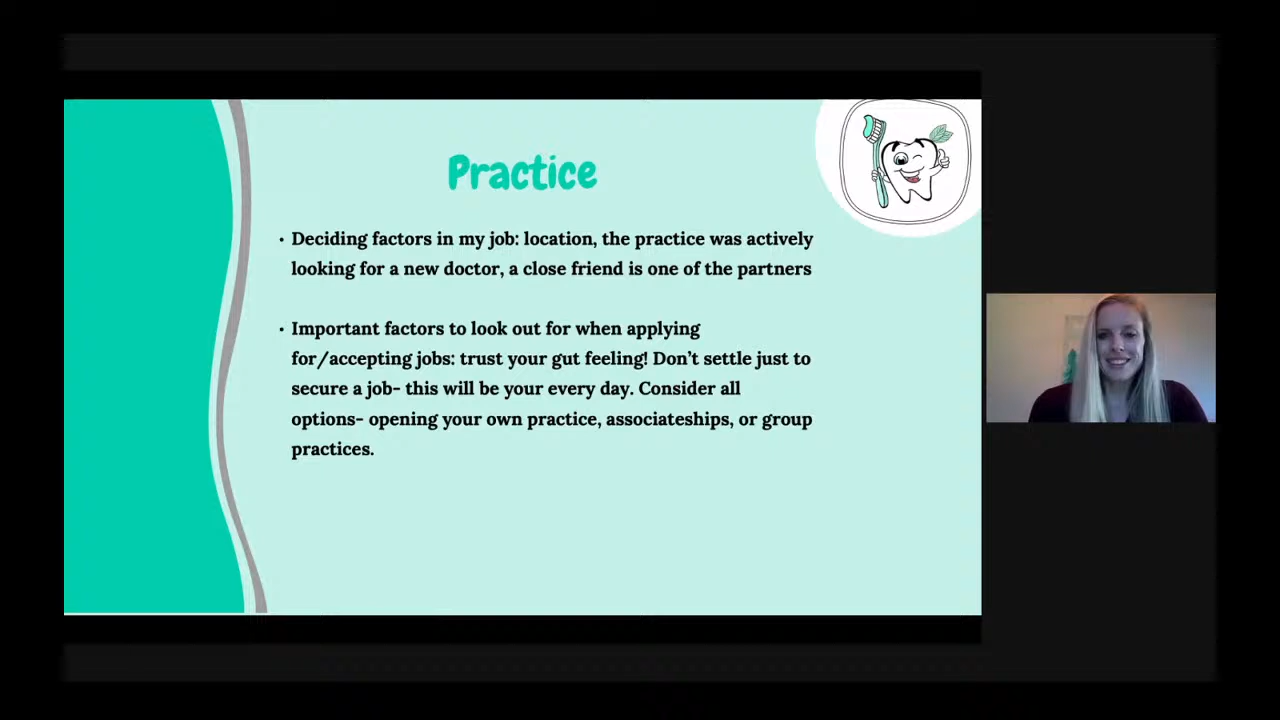 Practice
• Deciding factors in my job: location, the practice was actively
looking for a new doctor, a close friend is one of the partners
• Important factors to look out for when applying
for/accepting jobs: trust your gut feeling! Don’t settle just to
secure a job- this will be your every day. Consider all
options- opening your own practice, associateships, or group
practices.